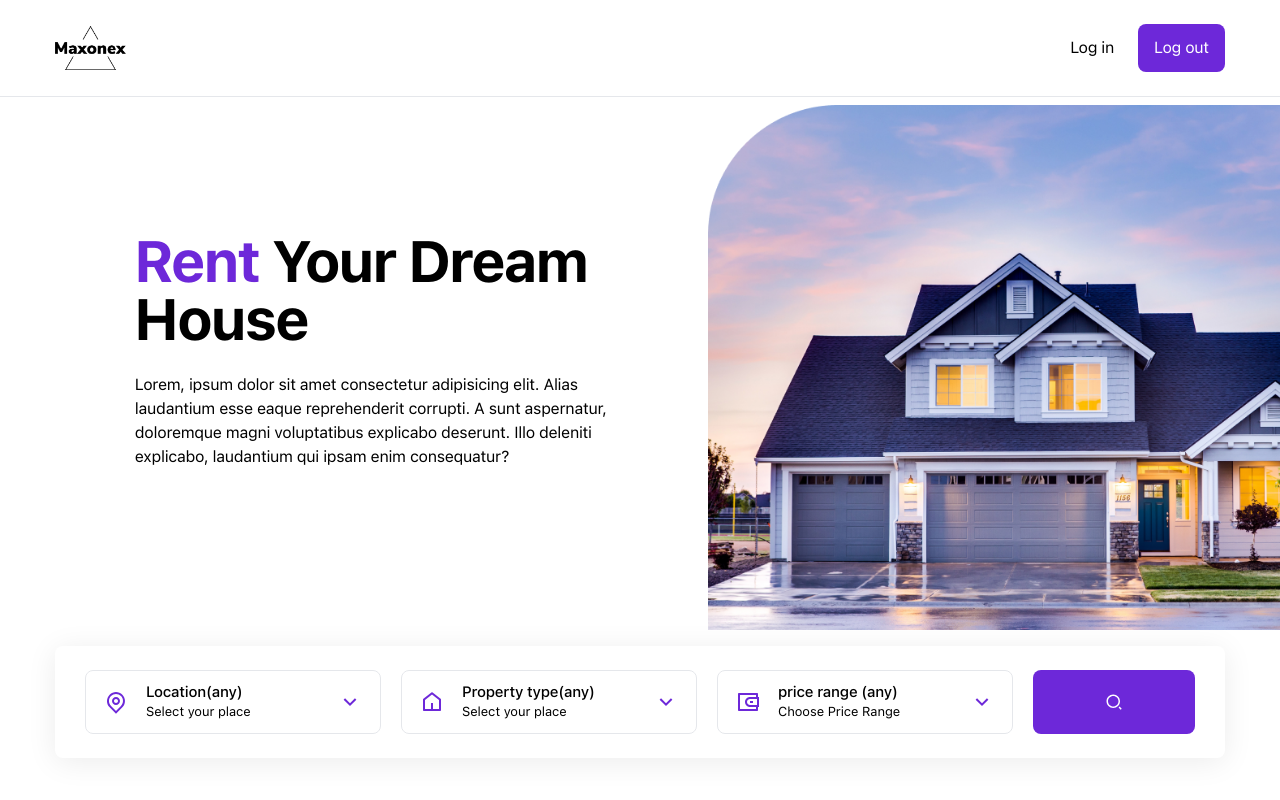 Maxonex
Log in
Log out
Rent Your Dream
House
Lorem, ipsum dolor sit amet consectetur adipisicing elit. Alias
laudantium esse eaque reprehenderit corrupti. A sunt aspernatur,
doloremque magni voluptatibus explicabo deserunt. Illo deleniti
explicabo, laudantium qui ipsam enim consequatur?
Location(any)
Select your place
Property type(any)
Select your place
price range (any)
Choose Price Range